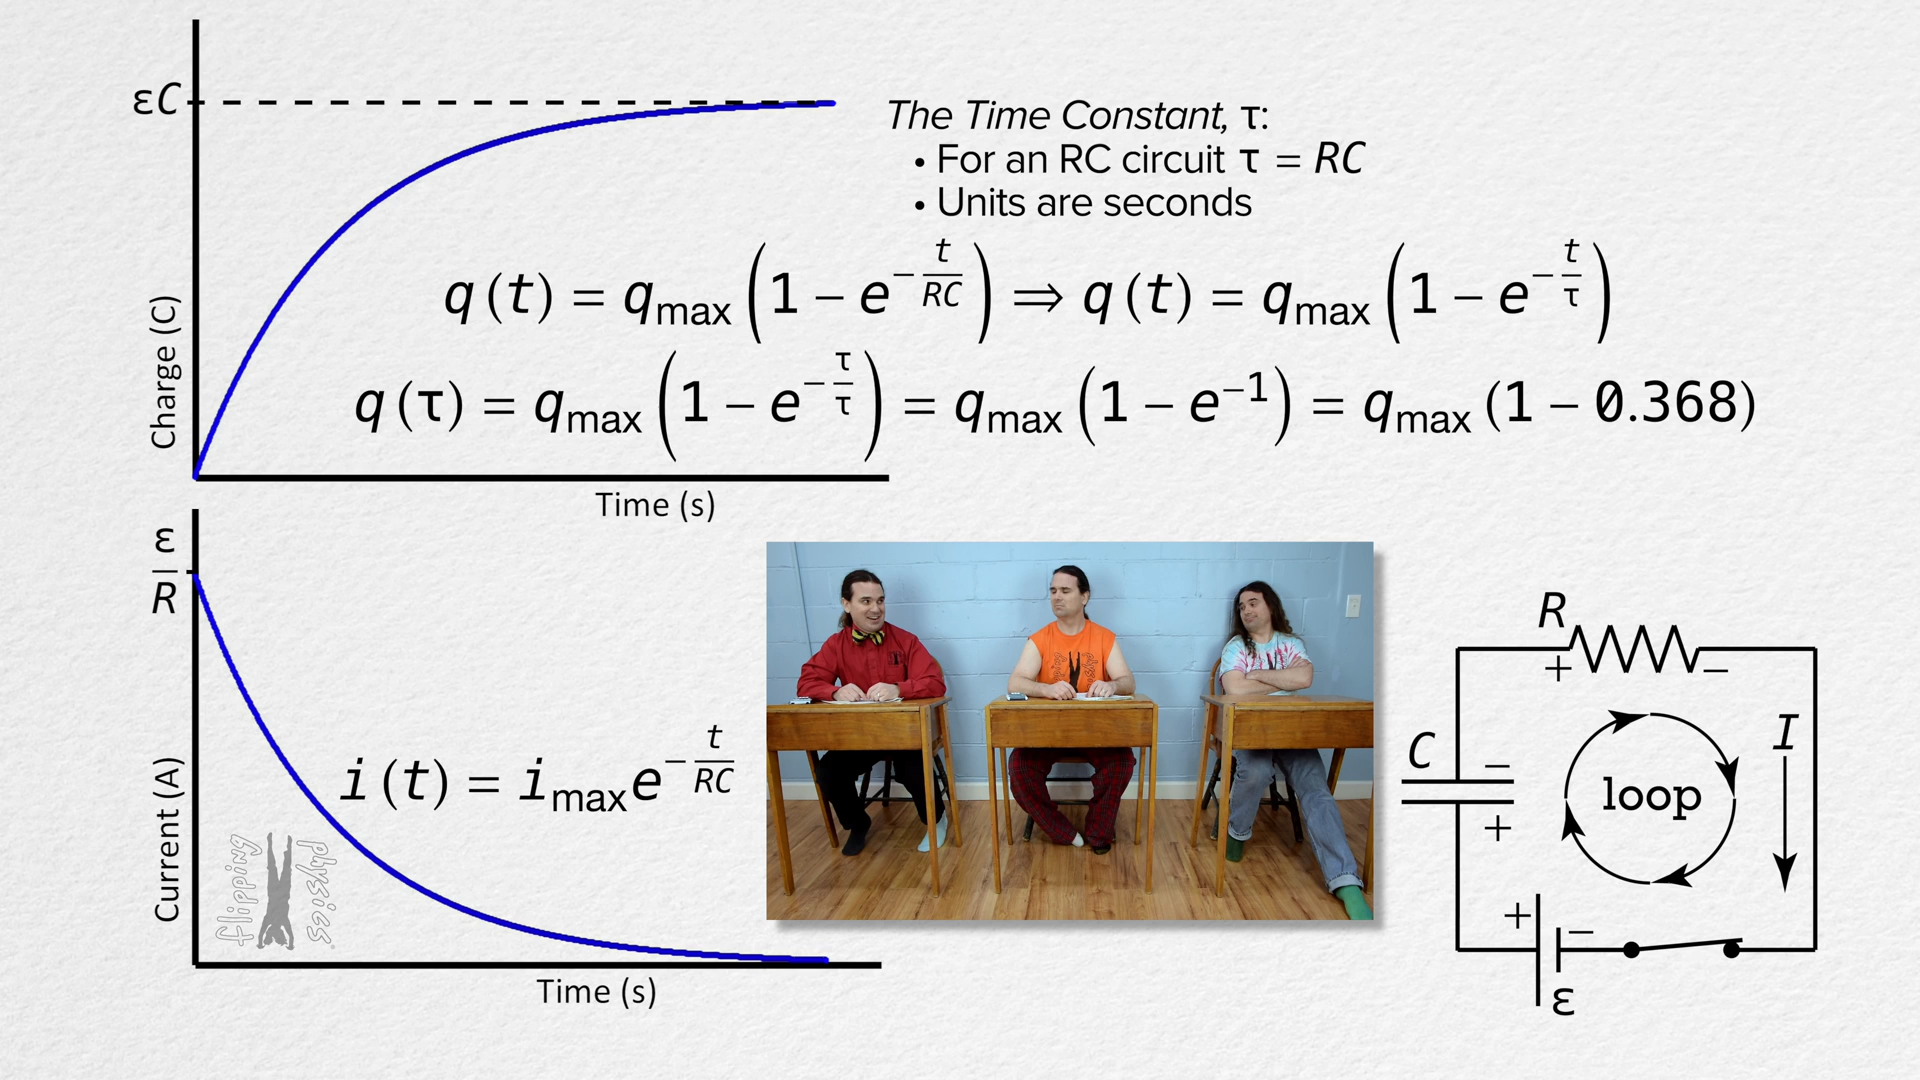 εC
The Time Constant, τ:
• For an RC circuit τ = RC
• Units are seconds
q(t) = qmax(1 − e^(−t/RC)) ⇒ q(t) = qmax(1 − e^(−t/τ))
q(τ) = qmax(1 − e^(−τ/τ)) = qmax(1 − e^(−1)) = qmax(1 − 0.368)
Charge (C)
Time (s)
ε
R
i(t) = imax e^(−t/RC)
Current (A)
flipping
physics
Time (s)
R
+ −
C
−
+
loop
I
+ −
ε